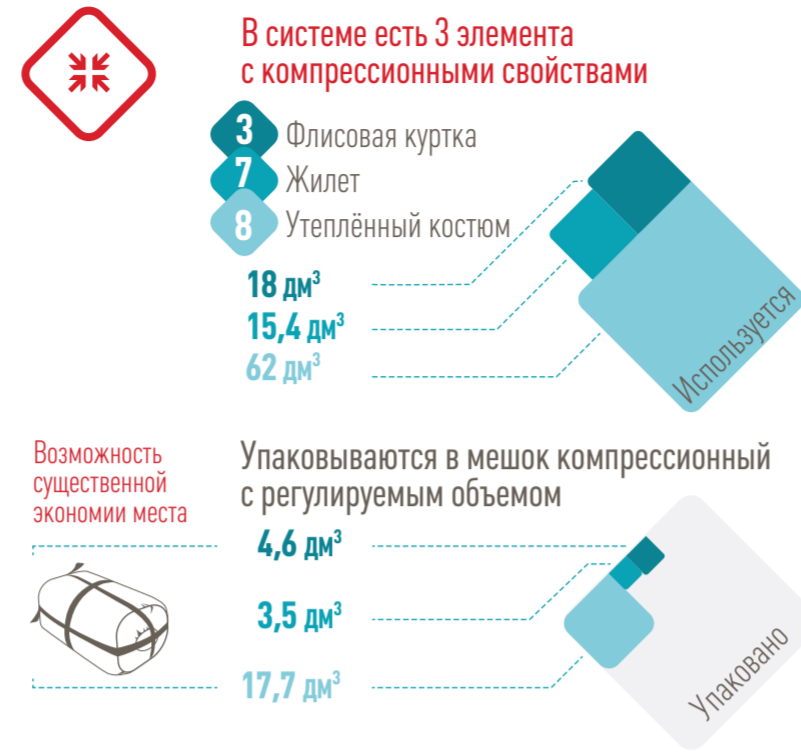 В системе есть 3 элемента
с компрессионными свойствами
3 Флисовая куртка
7 Жилет
8 Утеплённый костюм
18 дм³
15,4 дм³
62 дм³
Используется
Возможность
существенной
экономии места
Упаковываются в мешок компрессионный
с регулируемым объемом
4,6 дм³
3,5 дм³
17,7 дм³
Упаковано